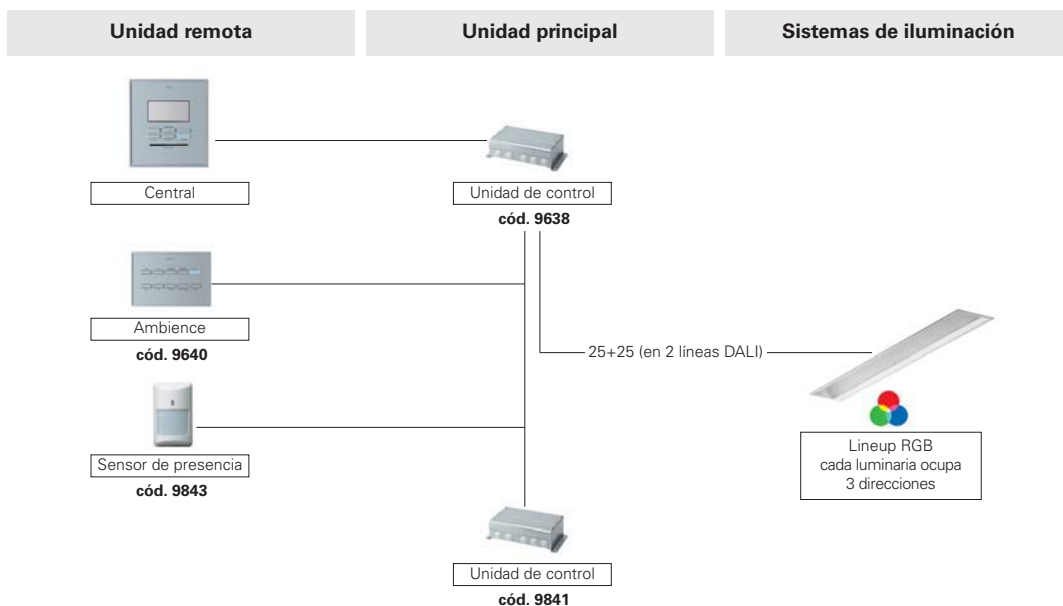 Unidad remota
Unidad principal
Sistemas de iluminación
Central
Unidad de control
cód. 9638
Ambience
cód. 9640
25+25 (en 2 líneas DALI)
Sensor de presencia
cód. 9843
Lineup RGB
cada luminaria ocupa
3 direcciones
Unidad de control
cód. 9841